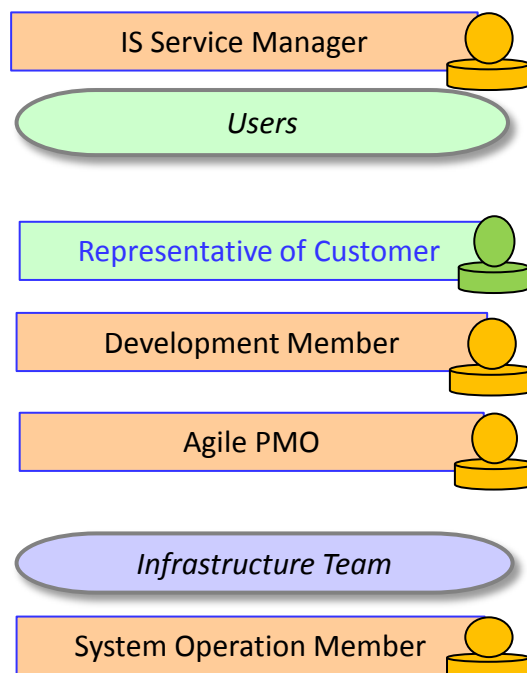 IS Service Manager
Users
Representative of Customer
Development Member
Agile PMO
Infrastructure Team
System Operation Member